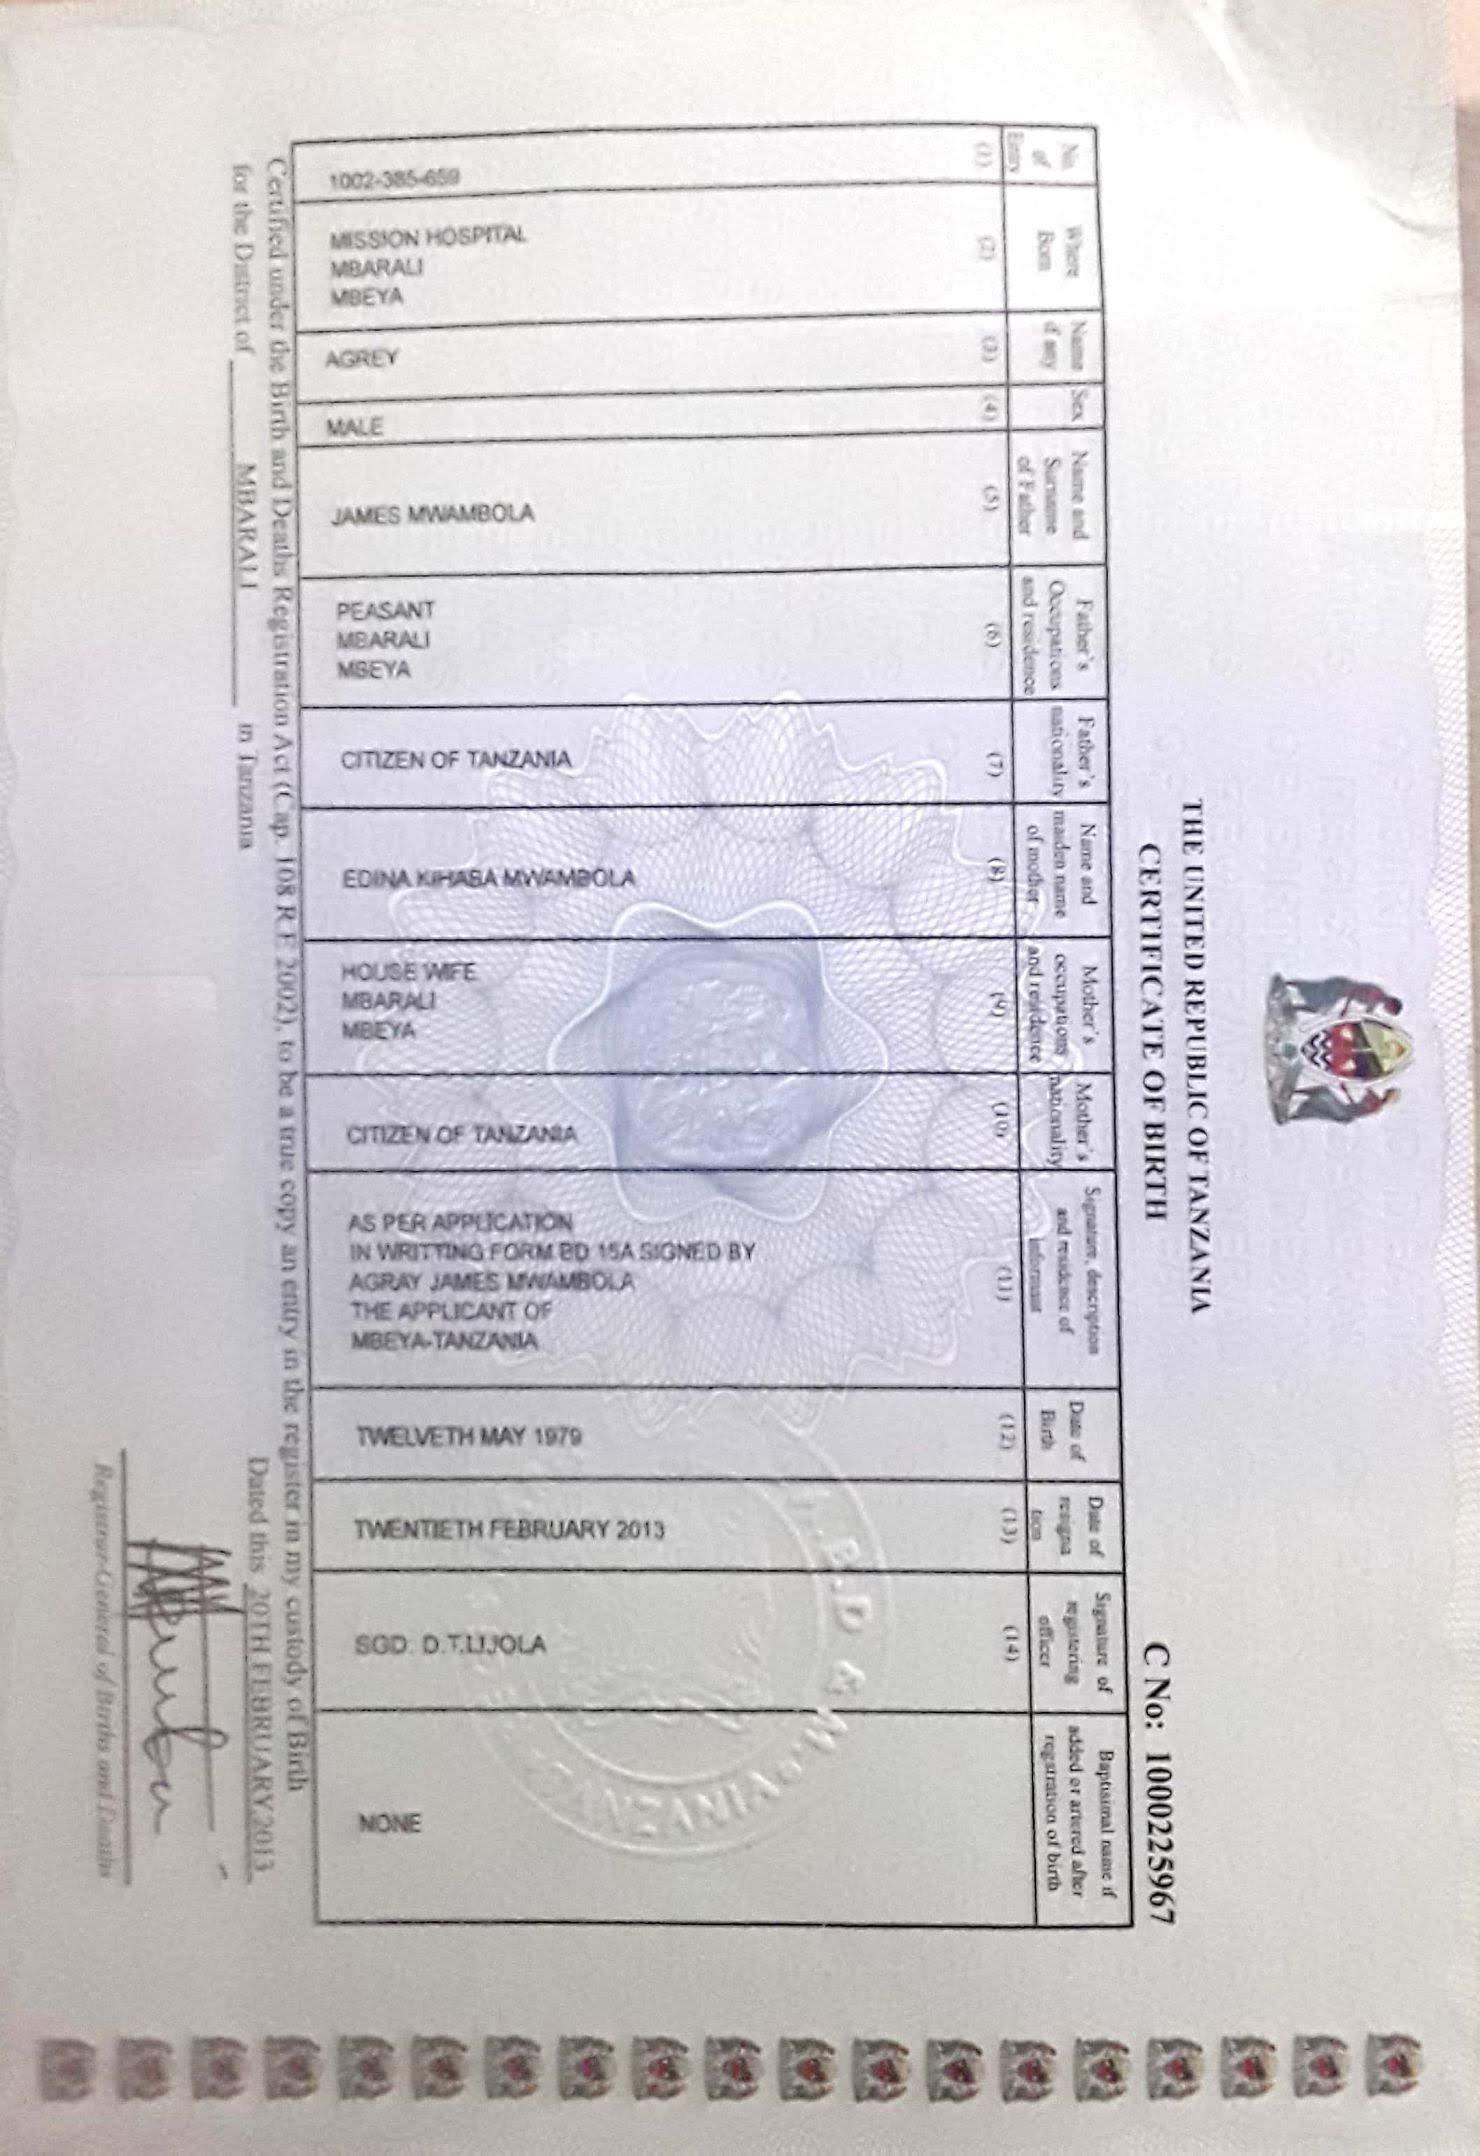 THE UNITED REPUBLIC OF TANZANIA
CERTIFICATE OF BIRTH
C No: 1000225967
No. of Entry
(1)
1002-385-659
Where Born
(2)
MISSION HOSPITAL
MBARALI
MBEYA
Name if any
(3)
AGREY
Sex
(4)
MALE
Name and Surname of Father
(5)
JAMES MWAMBOLA
Father's Occupations and residence
(6)
PEASANT
MBARALI
MBEYA
Father's nationality
(7)
CITIZEN OF TANZANIA
Name and maiden name of mother
(8)
EDINA KIHABA MWAMBOLA
Mother's occupations and residence
(9)
HOUSE WIFE
MBARALI
MBEYA
Mother's nationality
(10)
CITIZEN OF TANZANIA
Signature, description and residence of informant
(11)
AS PER APPLICATION
IN WRITTING FORM BD 15A SIGNED BY
AGRAY JAMES MWAMBOLA
THE APPLICANT OF
MBEYA-TANZANIA
Date of Birth
(12)
TWELVETH MAY 1979
Date of resigna tion
(13)
TWENTIETH FEBRUARY 2013
Signature of registering officer
(14)
SGD: D.T.LIJOLA
Baptisimal name if added or artered after regstration of birth
NONE
Certified under the Birth and Deaths Registration Act (Cap. 108 R.E 2002), to be a true copy an entry in the register in my custody of Birth
for the District of MBARALI in Tanzania
Dated this 20TH FEBRUARY 2013
Registrar-General of Births and Deaths
TANZANIA